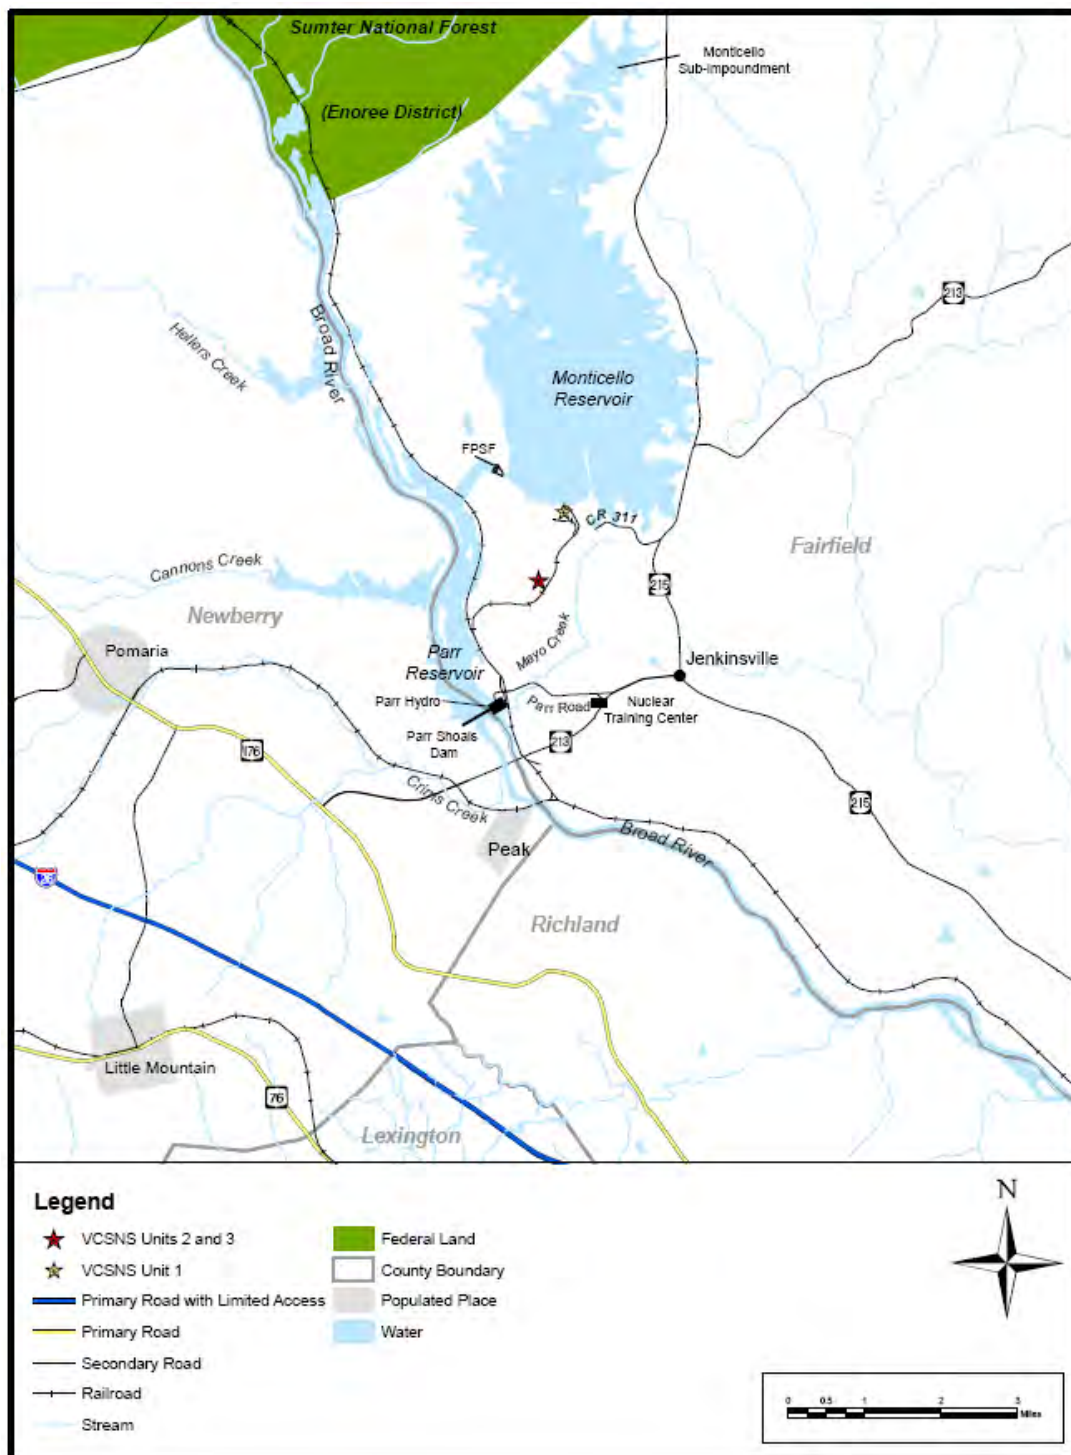 Sumter National Forest
Monticello
Sub-impoundment
(Enoree District)
213
Broad River
Hellers Creek
Monticello
Reservoir
FPSF
CR 311
Fairfield
Cannons Creek
215
Newberry
Mayo Creek
Pomaria
Parr
Reservoir
Jenkinsville
Parr Hydro
Parr Road
Nuclear
Training Center
Parr Shoals
Dam
213
176
Crims Creek
215
Broad River
Peak
26
Richland
Little Mountain
76
Lexington
Legend
VCSNS Units 2 and 3
VCSNS Unit 1
Primary Road with Limited Access
Primary Road
Secondary Road
Railroad
Stream
Federal Land
County Boundary
Populated Place
Water
N
0 0.5 1 2 3
Miles